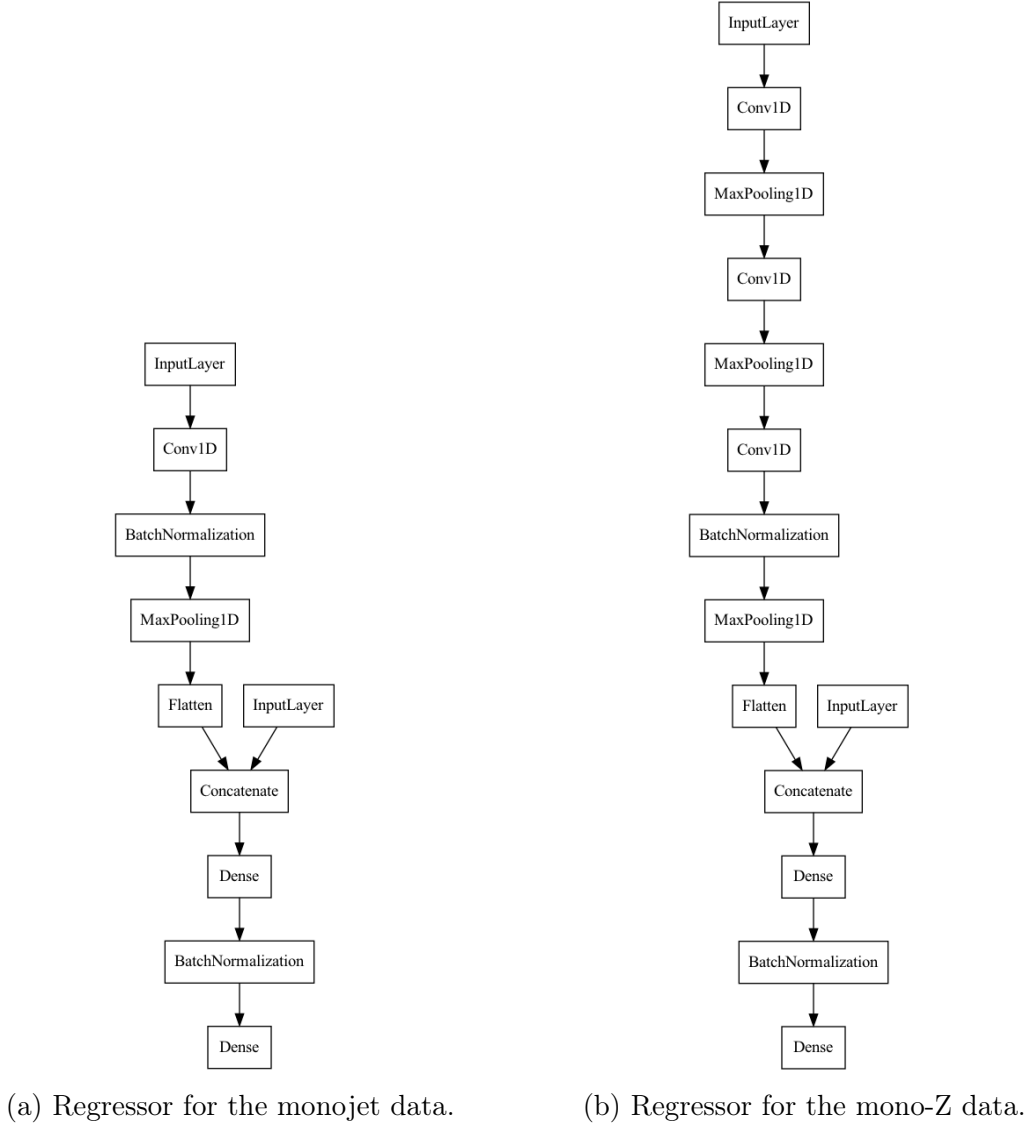 InputLayer
Conv1D
BatchNormalization
MaxPooling1D
Flatten InputLayer
Concatenate
Dense
BatchNormalization
Dense
(a) Regressor for the monojet data.
InputLayer
Conv1D
MaxPooling1D
Conv1D
MaxPooling1D
Conv1D
BatchNormalization
MaxPooling1D
Flatten InputLayer
Concatenate
Dense
BatchNormalization
Dense
(b) Regressor for the mono-Z data.